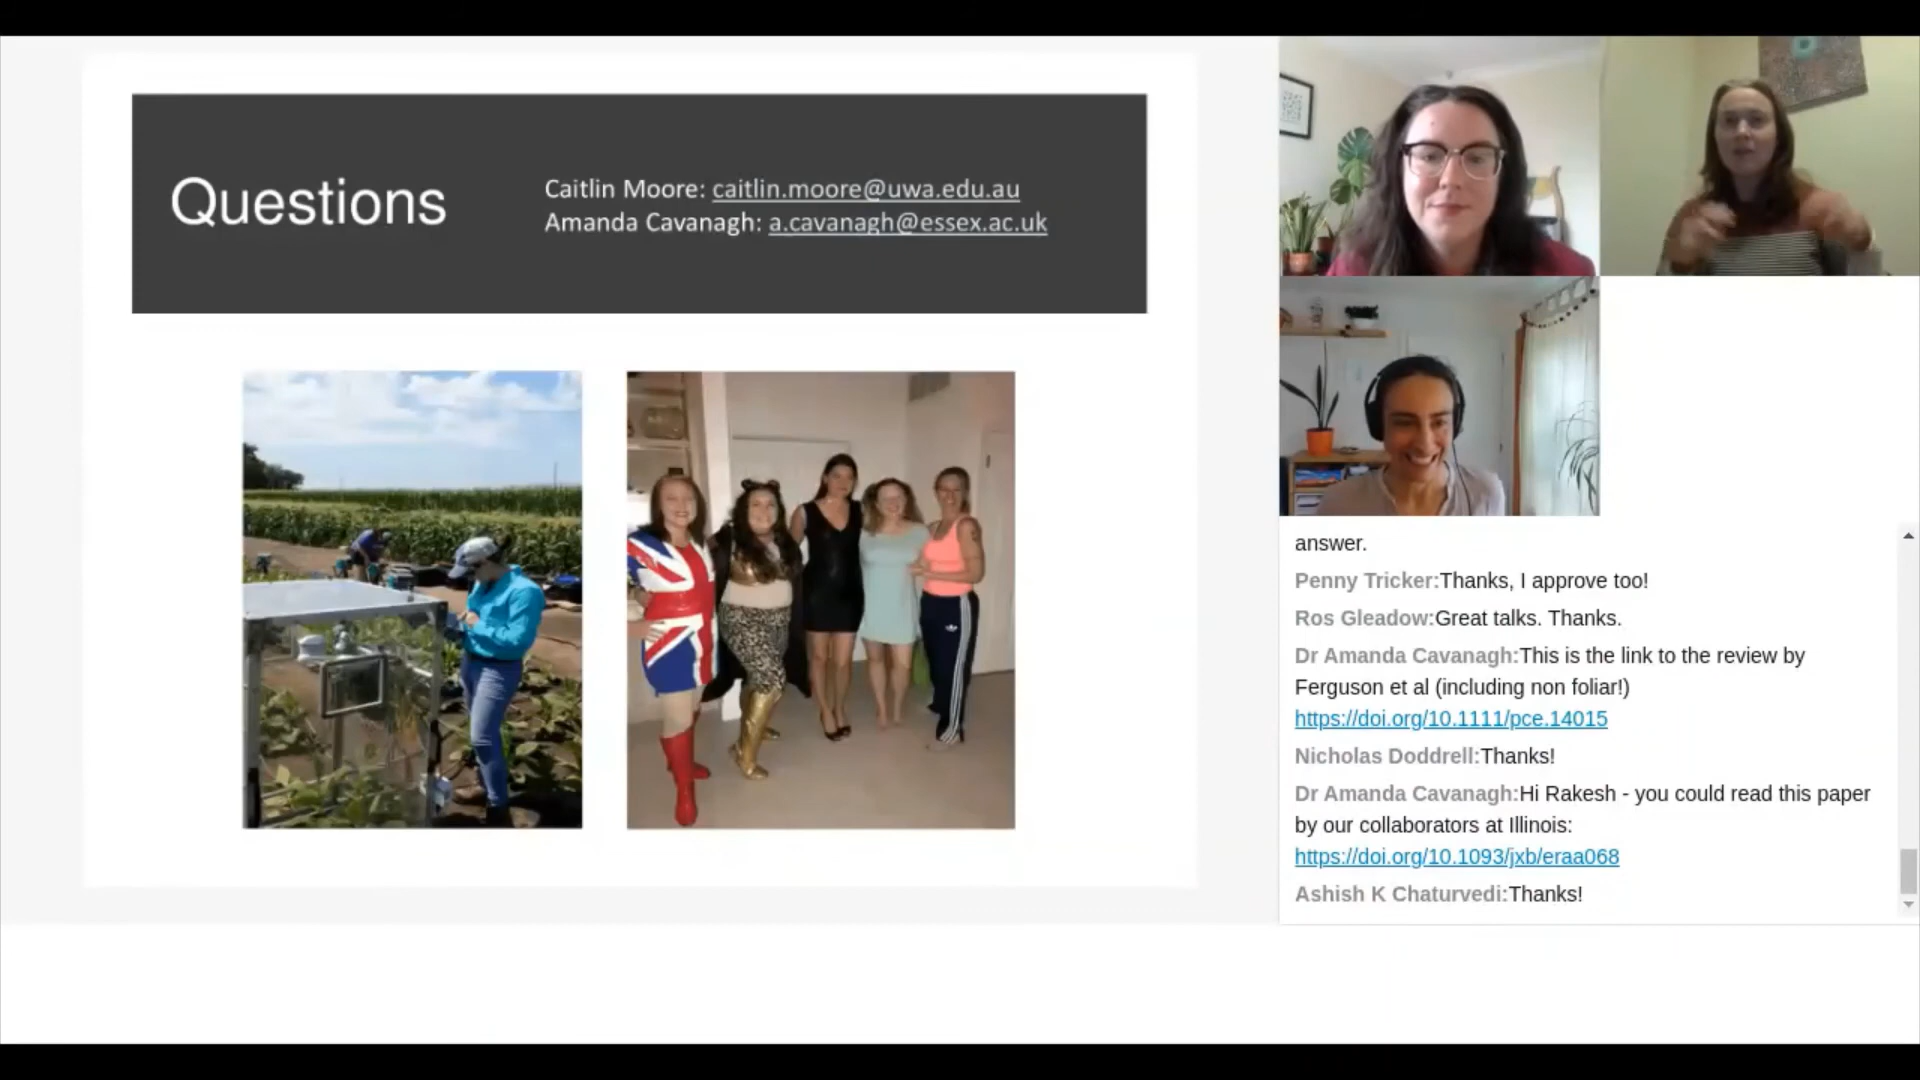 Questions
Caitlin Moore: caitlin.moore@uwa.edu.au
Amanda Cavanagh: a.cavanagh@essex.ac.uk
answer.
Penny Tricker:Thanks, I approve too!
Ros Gleadow:Great talks. Thanks.
Dr Amanda Cavanagh:This is the link to the review by
Ferguson et al (including non foliar!)
https://doi.org/10.1111/pce.14015
Nicholas Doddrell:Thanks!
Dr Amanda Cavanagh:Hi Rakesh - you could read this paper
by our collaborators at Illinois:
https://doi.org/10.1093/jxb/eraa068
Ashish K Chaturvedi:Thanks!